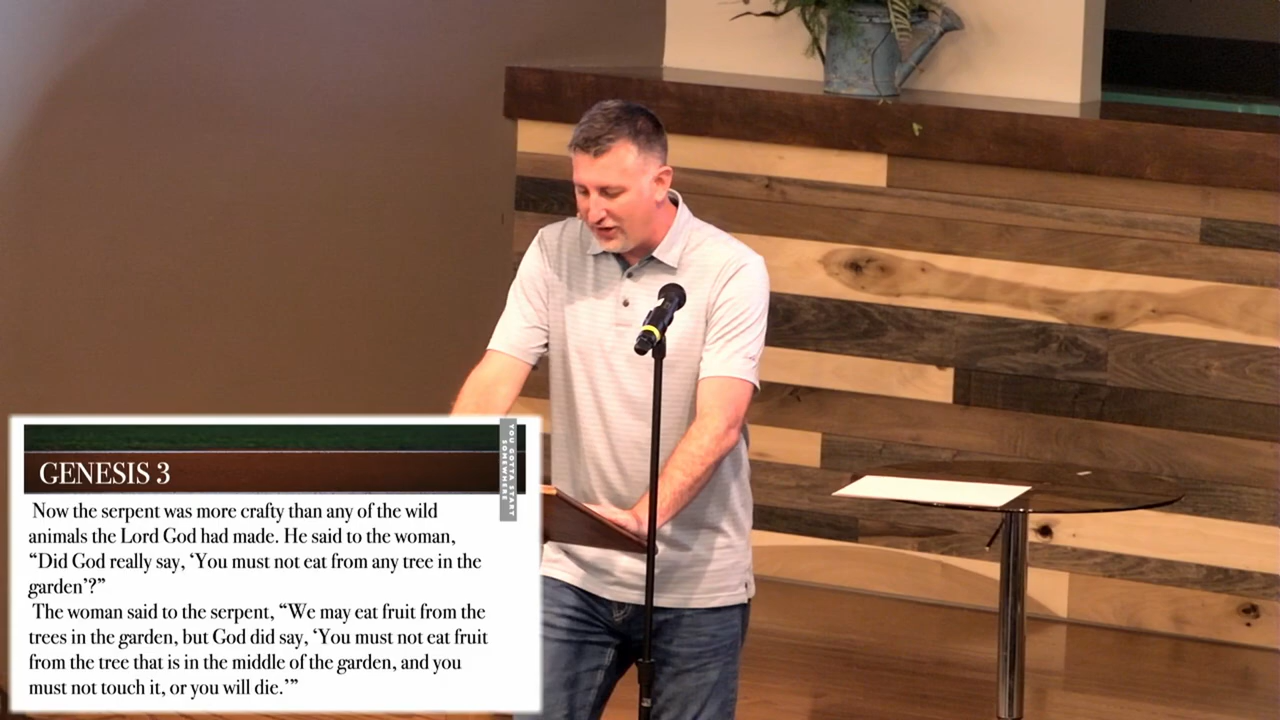 GENESIS 3
YOU GOTTA START
SOMEWHERE
Now the serpent was more crafty than any of the wild
animals the Lord God had made. He said to the woman,
“Did God really say, ‘You must not eat from any tree in the
garden’?”
The woman said to the serpent, “We may eat fruit from the
trees in the garden, but God did say, ‘You must not eat fruit
from the tree that is in the middle of the garden, and you
must not touch it, or you will die.’”